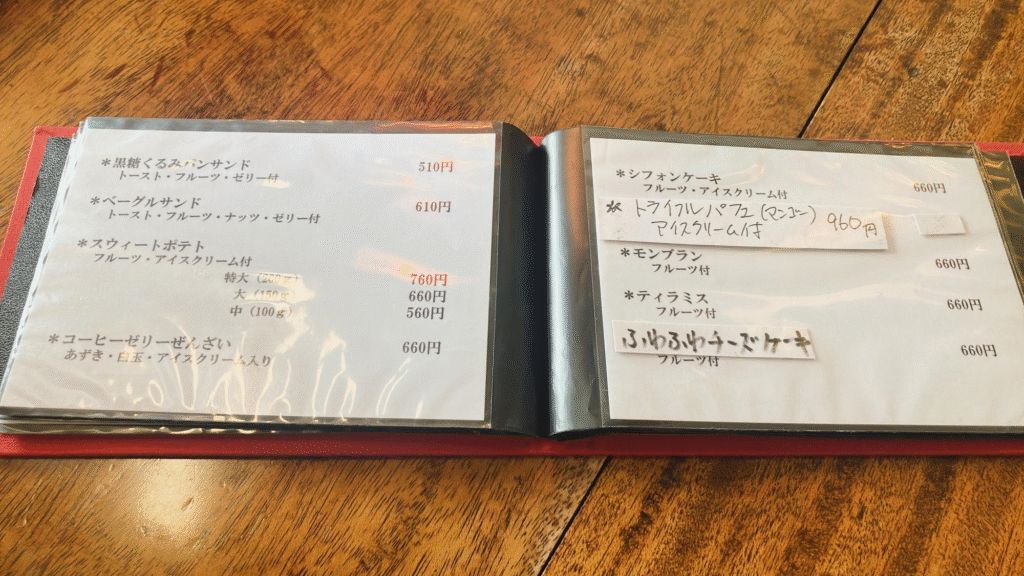 ＊黒糖くるみパンサンド 510円
トースト・フルーツ・ゼリー付
＊ベーグルサンド 610円
トースト・フルーツ・ナッツ・ゼリー付
＊スウィートポテト
フルーツ・アイスクリーム付
特大（200g） 760円
大（150g 660円
中（100g） 560円
＊コーヒーゼリーぜんざい 660円
あずき・白玉・アイスクリーム入り
＊シフォンケーキ 660円
フルーツ・アイスクリーム付
＊トライフルパフェ(マンゴー) 960円
アイスクリーム付
＊モンブラン 660円
フルーツ付
＊ティラミス 660円
フルーツ付
ふわふわチーズケーキ 660円
フルーツ付